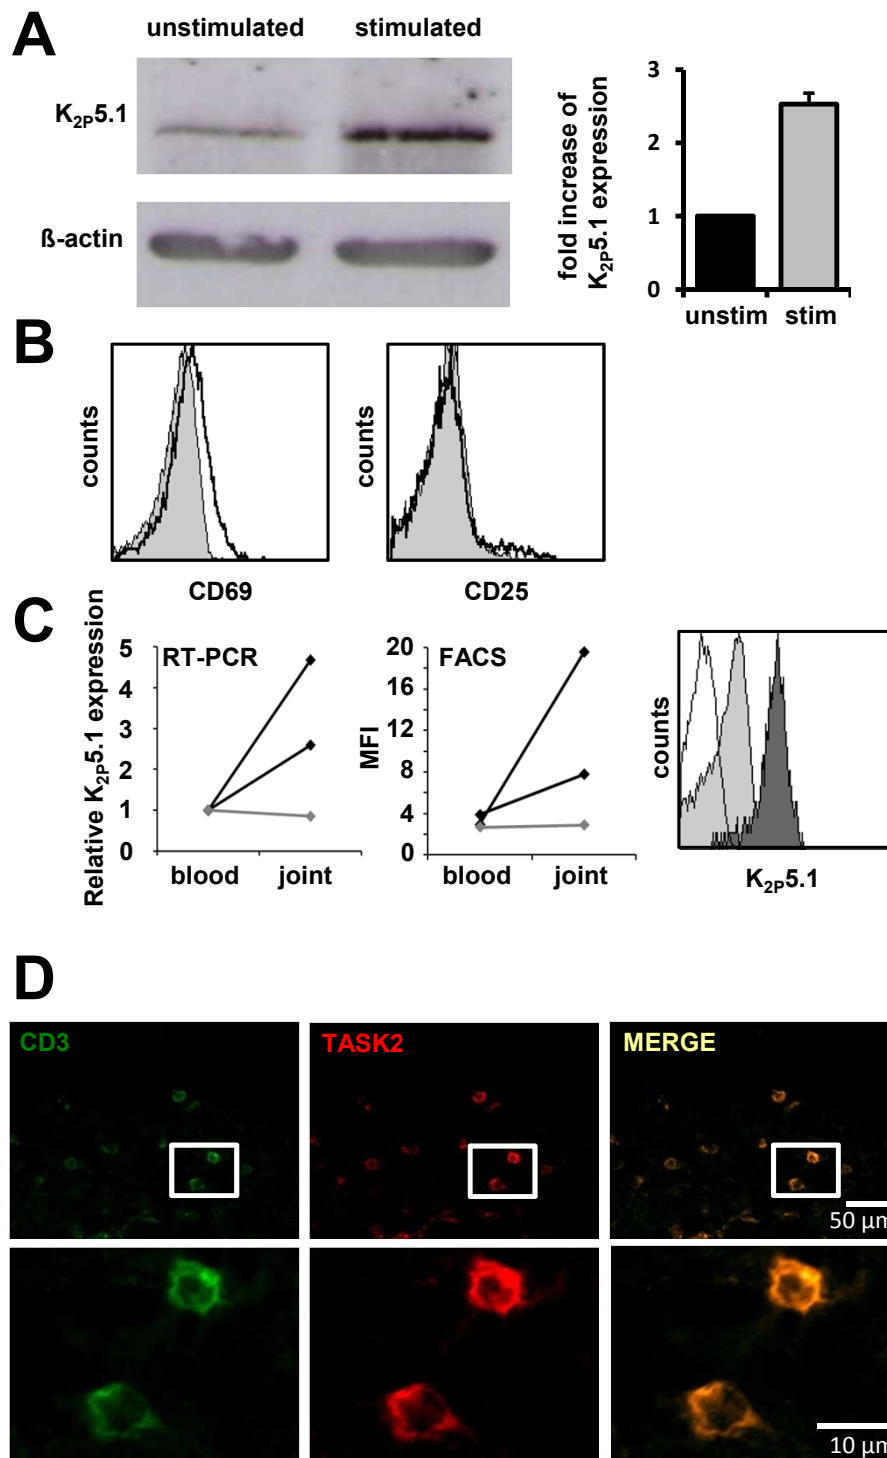 A
unstimulated stimulated
K2P5.1
ß-actin
fold increase of
K2P5.1 expression
3
2
1
0
unstim stim
B
counts
CD69
counts
CD25
C
Relative K2P5.1 expression
5
4
3
2
1
0
RT-PCR
blood joint
MFI
20
16
12
8
4
0
FACS
blood joint
counts
K2P5.1
D
CD3
TASK2
MERGE
50 µm
10 µm